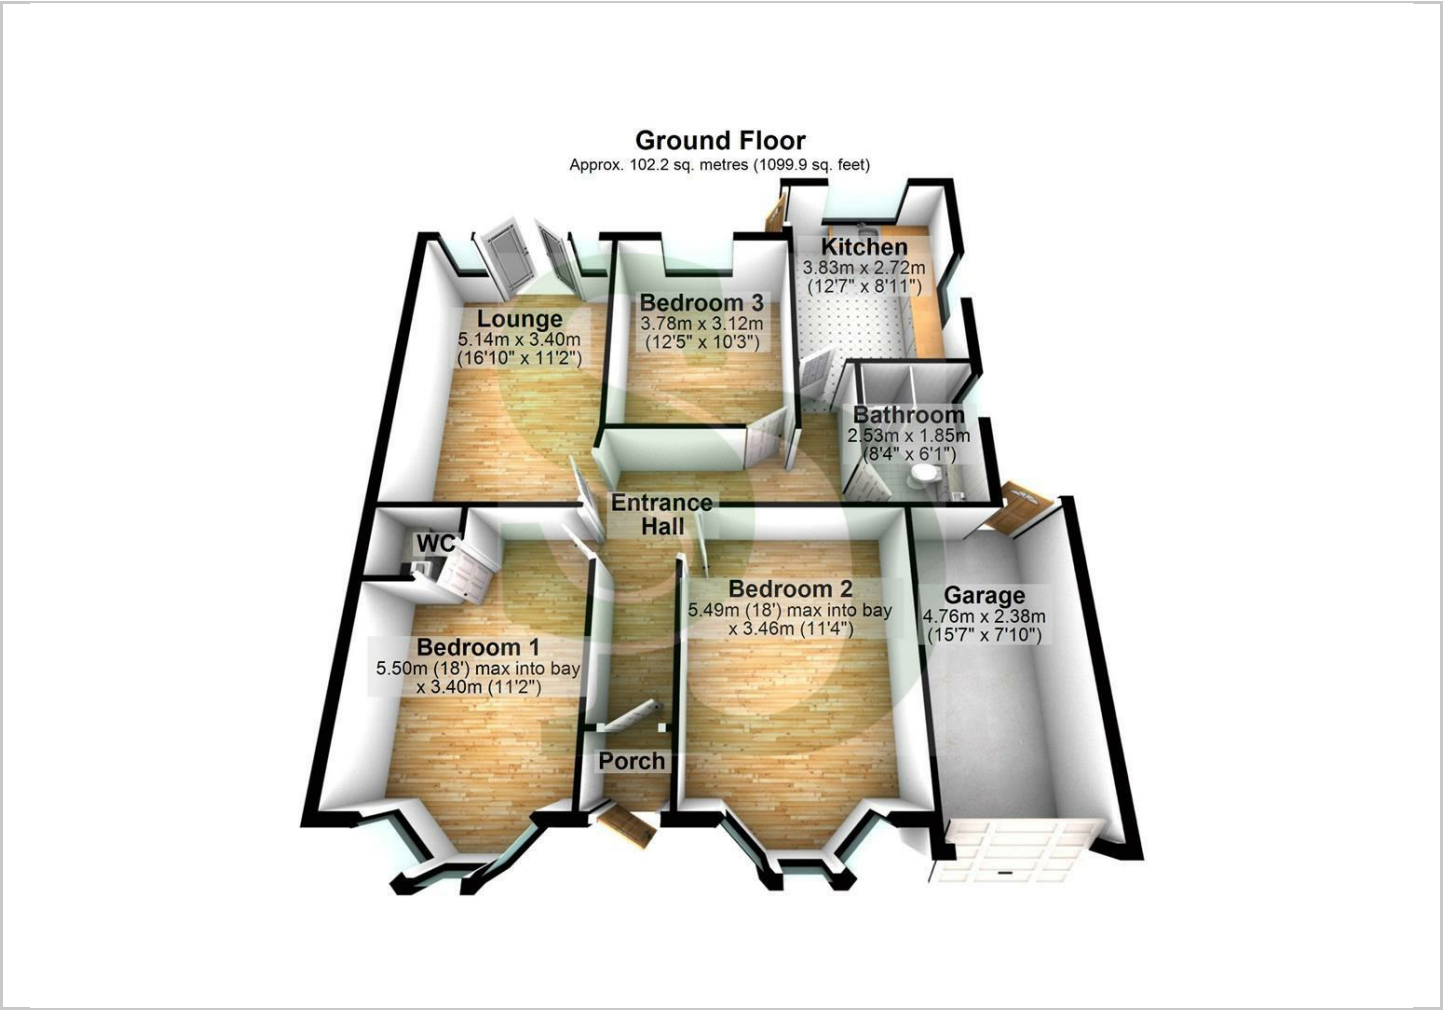 Ground Floor
Approx. 102.2 sq. metres (1099.9 sq. feet)
Kitchen
3.83m x 2.72m
(12'7" x 8'11")
Bedroom 3
3.78m x 3.12m
(12'5" x 10'3")
Lounge
5.14m x 3.40m
(16'10" x 11'2")
Bathroom
2.53m x 1.85m
(8'4" x 6'1")
Entrance
Hall
WC
Bedroom 2
5.49m (18') max into bay
x 3.46m (11'4")
Garage
4.76m x 2.38m
(15'7" x 7'10")
Bedroom 1
5.50m (18') max into bay
x 3.40m (11'2")
Porch